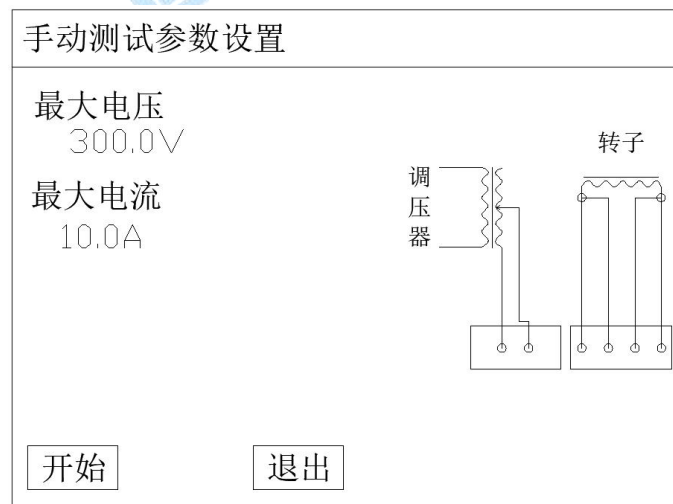 手动测试参数设置
最大电压
300.0V
最大电流
10.0A
调压器
转子
开始
退出